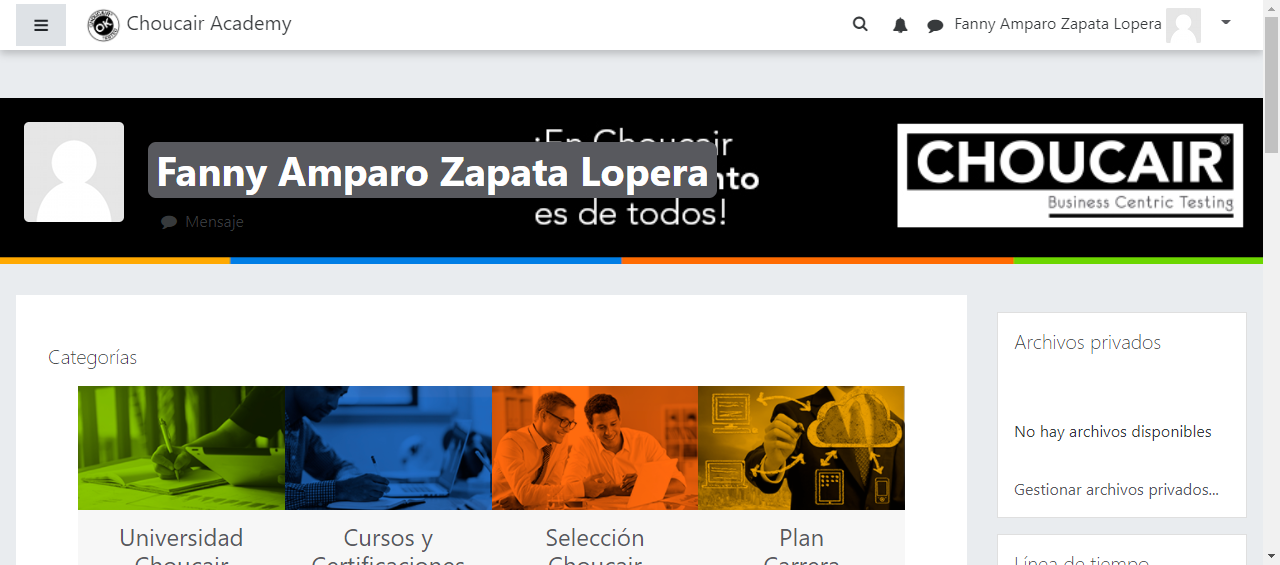 Choucair Academy
Fanny Amparo Zapata Lopera
¡En Choucair
Fanny Amparo Zapata Lopera
nto
es de todos!
Mensaje
CHOUCAIR®
Business Centric Testing
Categorías
Universidad
Choucair
Cursos y
Certificaciones
Selección
Choucair
Plan
Carrera
Archivos privados
No hay archivos disponibles
Gestionar archivos privados...
Línea de tiempo